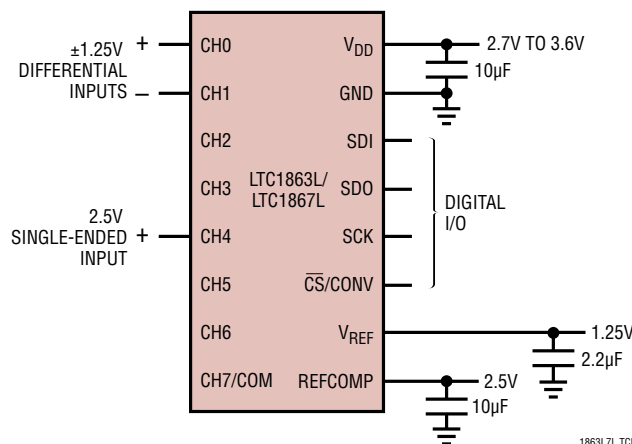 ±1.25V
DIFFERENTIAL
INPUTS
+
–
2.5V
SINGLE-ENDED
INPUT
+
CH0
CH1
CH2
CH3
CH4
CH5
CH6
CH7/COM
LTC1863L/
LTC1867L
VDD
GND
SDI
SDO
SCK
CS/CONV
VREF
REFCOMP
2.7V TO 3.6V
10µF
DIGITAL
I/O
1.25V
2.2µF
2.5V
10µF